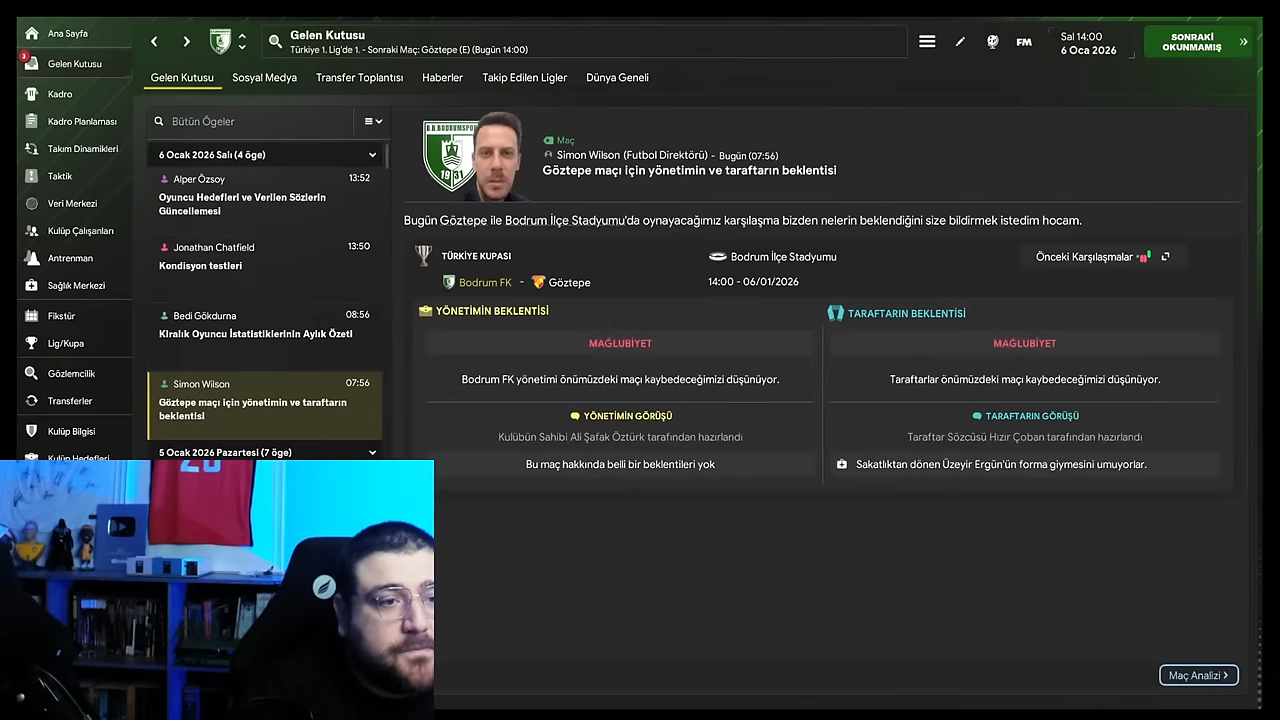 Ana Sayfa
3
Gelen Kutusu
Kadro
Kadro Planlaması
Takım Dinamikleri
Taktik
Veri Merkezi
Kulüp Çalışanları
Antrenman
Sağlık Merkezi
Fikstür
Lig/Kupa
Gözlemcilik
Transferler
Kulüp Bilgisi
Kulüp Hedefleri
Gelen Kutusu
Türkiye 1. Lig'de 1. - Sonraki Maç: Göztepe (E) (Bugün 14:00)
FM
Sal 14:00
6 Oca 2026
SONRAKİ
OKUNMAMIŞ
Gelen Kutusu
Sosyal Medya
Transfer Toplantısı
Haberler
Takip Edilen Ligler
Dünya Geneli
Bütün Ögeler
6 Ocak 2026 Salı (4 öge)
Alper Özsoy 13:52
Oyuncu Hedefleri ve Verilen Sözlerin
Güncellemesi
Jonathan Chatfield 13:50
Kondisyon testleri
Bedi Gökdurna 08:56
Kiralık Oyuncu İstatistiklerinin Aylık Özeti
Simon Wilson 07:56
Göztepe maçı için yönetimin ve taraftarın
beklentisi
5 Ocak 2026 Pazartesi (7 öge)
B.B.BODRUMSPOR
1931
Maç
Simon Wilson (Futbol Direktörü) - Bugün (07:56)
Göztepe maçı için yönetimin ve taraftarın beklentisi
Bugün Göztepe ile Bodrum İlçe Stadyumu'da oynayacağımız karşılaşma bizden nelerin beklendiğini size bildirmek istedim hocam.
TÜRKİYE KUPASI
Bodrum İlçe Stadyumu
Önceki Karşılaşmalar
Bodrum FK - Göztepe
14:00 - 06/01/2026
YÖNETİMİN BEKLENTİSİ
MAĞLUBİYET
Bodrum FK yönetimi önümüzdeki maçı kaybedeceğimizi düşünüyor.
YÖNETİMİN GÖRÜŞÜ
Kulübün Sahibi Ali Şafak Öztürk tarafından hazırlandı
Bu maç hakkında belli bir beklentileri yok
TARAFTARIN BEKLENTİSİ
MAĞLUBİYET
Taraftarlar önümüzdeki maçı kaybedeceğimizi düşünüyor.
TARAFTARIN GÖRÜŞÜ
Taraftar Sözcüsü Hızır Çoban tarafından hazırlandı
Sakatlıktan dönen Üzeyir Ergün'ün forma giymesini umuyorlar.
Maç Analizi